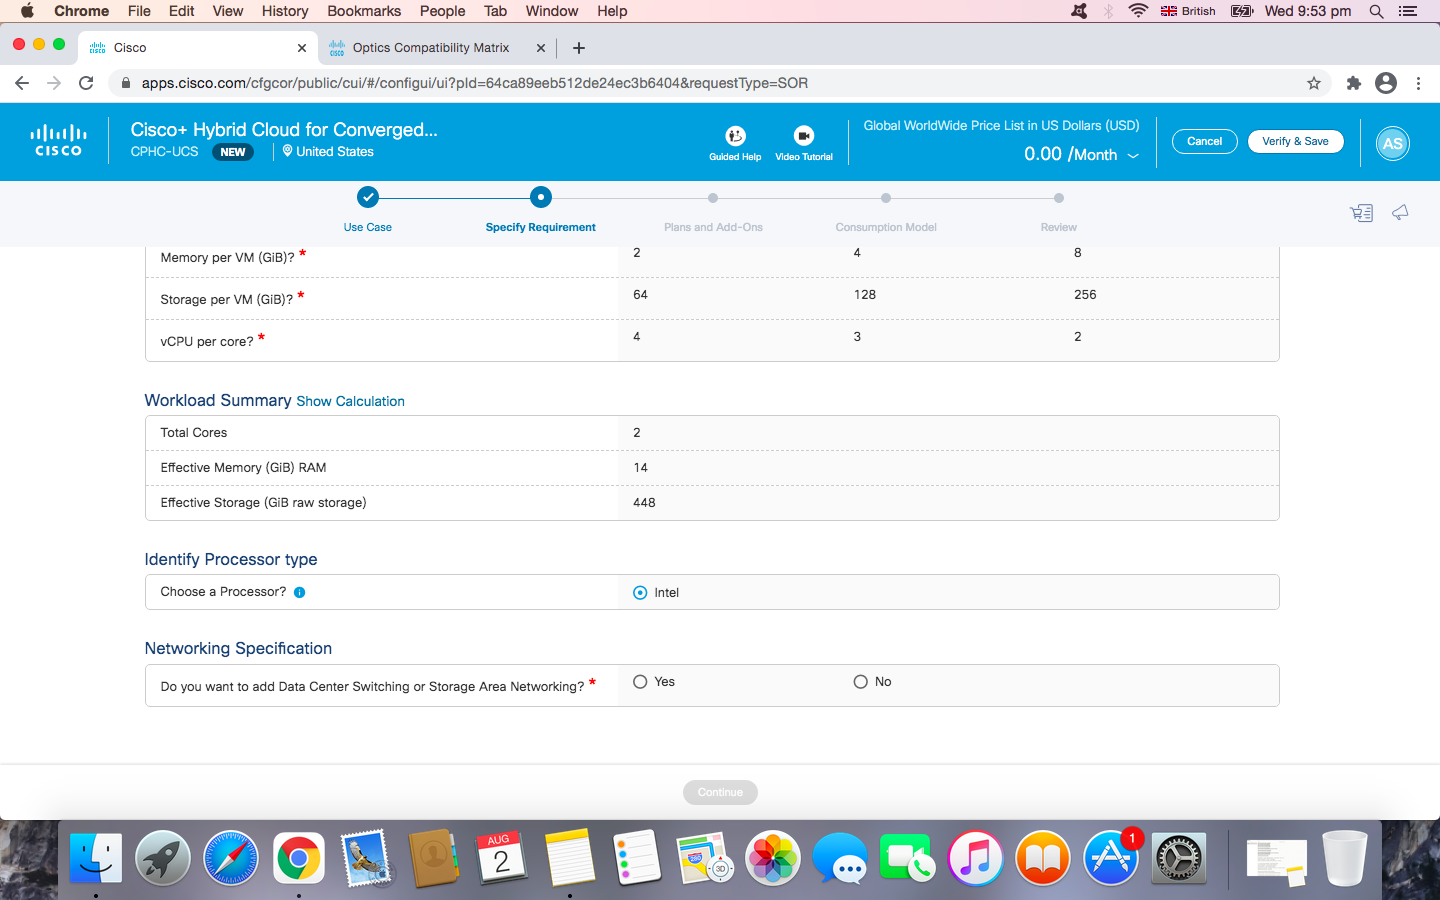 Chrome File Edit View History Bookmarks People Tab Window Help British Wed 9:53 pm
Cisco Optics Compatibility Matrix
apps.cisco.com/cfgcor/public/cui/#/configui/ui?pId=64ca89eeb512de24ec3b6404&requestType=SOR
CISCO
Cisco+ Hybrid Cloud for Converged...
CPHC-UCS NEW United States
Guided Help Video Tutorial
Global WorldWide Price List in US Dollars (USD)
0.00 /Month
Cancel Verify & Save AS
Use Case Specify Requirement Plans and Add-Ons Consumption Model Review
Memory per VM (GiB)? * 2 4 8
Storage per VM (GiB)? * 64 128 256
vCPU per core? * 4 3 2
Workload Summary Show Calculation
Total Cores 2
Effective Memory (GiB) RAM 14
Effective Storage (GiB raw storage) 448
Identify Processor type
Choose a Processor? i Intel
Networking Specification
Do you want to add Data Center Switching or Storage Area Networking? * Yes No
Continue
AUG
2
280
3D
1